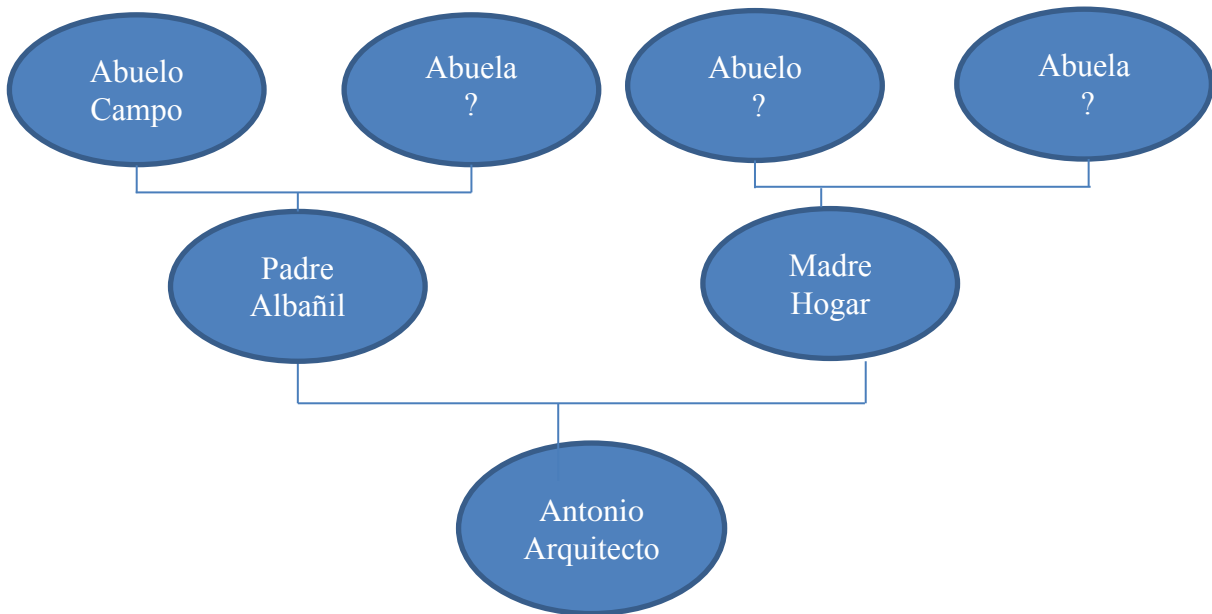 Abuelo
Campo
Abuela
?
Abuelo
?
Abuela
?
Padre
Albañil
Madre
Hogar
Antonio
Arquitecto